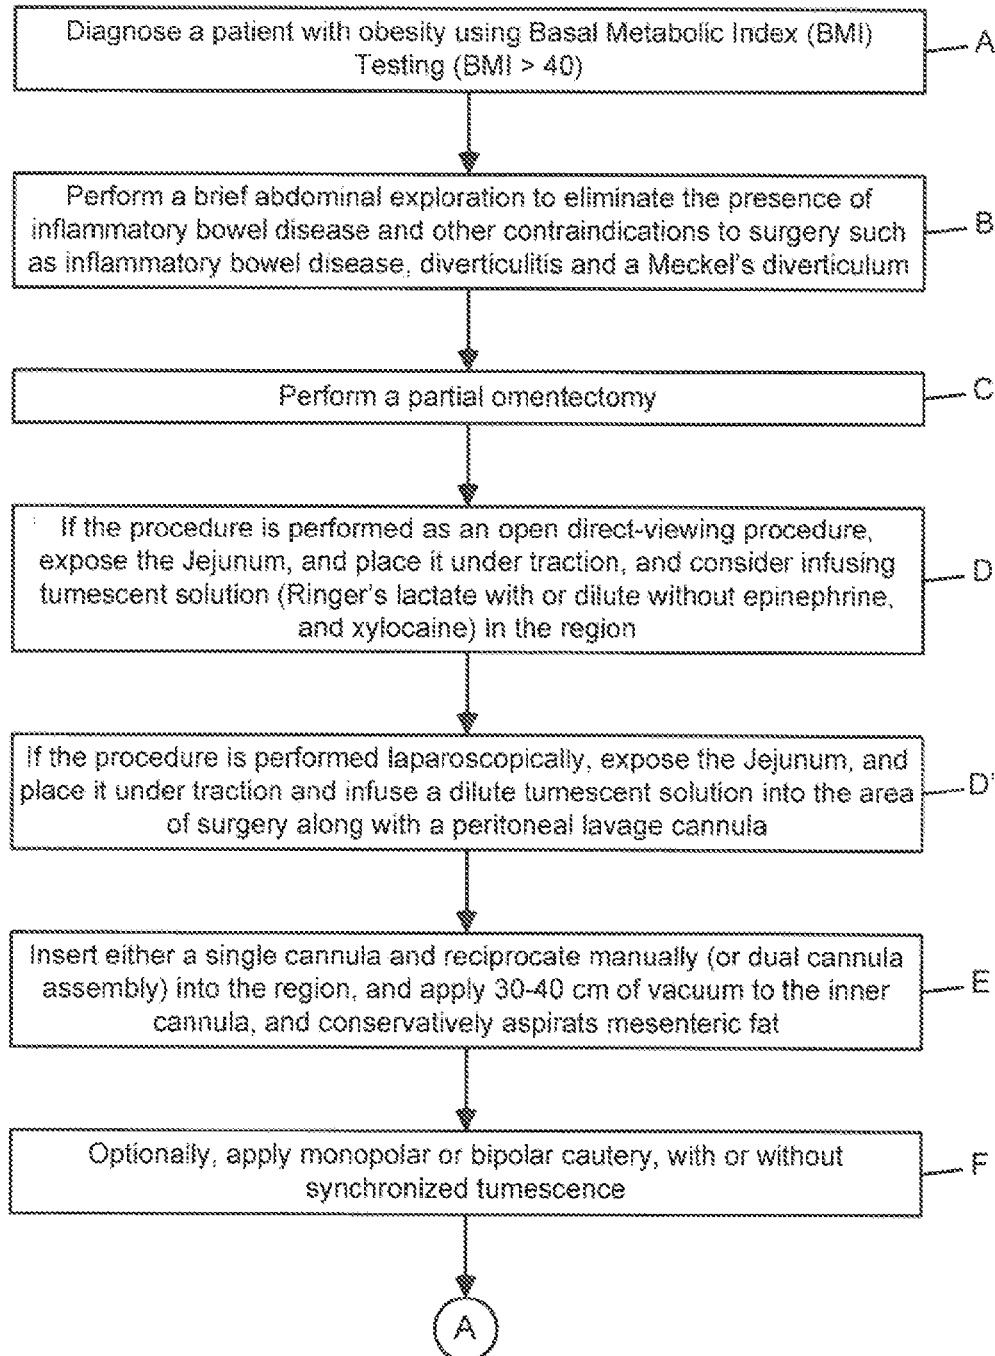 Diagnose a patient with obesity using Basal Metabolic Index (BMI)
Testing (BMI > 40)
A
Perform a brief abdominal exploration to eliminate the presence of
inflammatory bowel disease and other contraindications to surgery such
as inflammatory bowel disease, diverticulitis and a Meckel's diverticulum
B
Perform a partial omentectomy
C
If the procedure is performed as an open direct-viewing procedure,
expose the Jejunum, and place it under traction, and consider infusing
tumescent solution (Ringer's lactate with or dilute without epinephrine,
and xylocaine) in the region
D
If the procedure is performed laparoscopically, expose the Jejunum, and
place it under traction and infuse a dilute tumescent solution into the area
of surgery along with a peritoneal lavage cannula
D'
Insert either a single cannula and reciprocate manually (or dual cannula
assembly) into the region, and apply 30-40 cm of vacuum to the inner
cannula, and conservatively aspirats mesenteric fat
E
Optionally, apply monopolar or bipolar cautery, with or without
synchronized tumescence
F
A